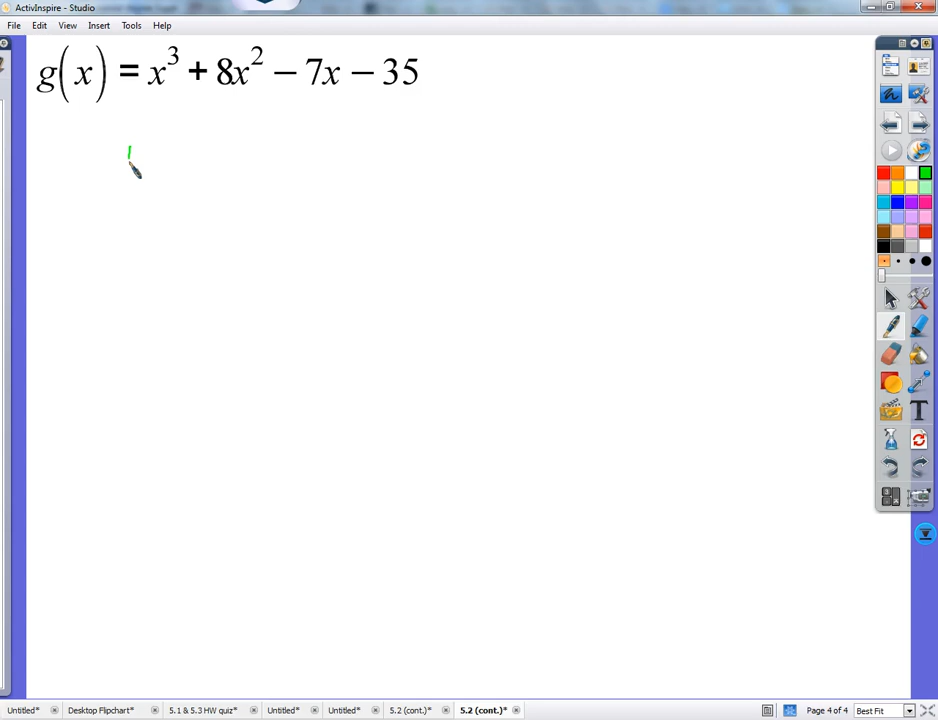 ActivInspire - Studio
File Edit View Insert Tools Help
g(x) = x³ + 8x² − 7x − 35
T
Untitled* Desktop Flipchart* 5.1 & 5.3 HW quiz* Untitled* Untitled* 5.2 (cont.)* 5.2 (cont.)* Page 4 of 4 Best Fit